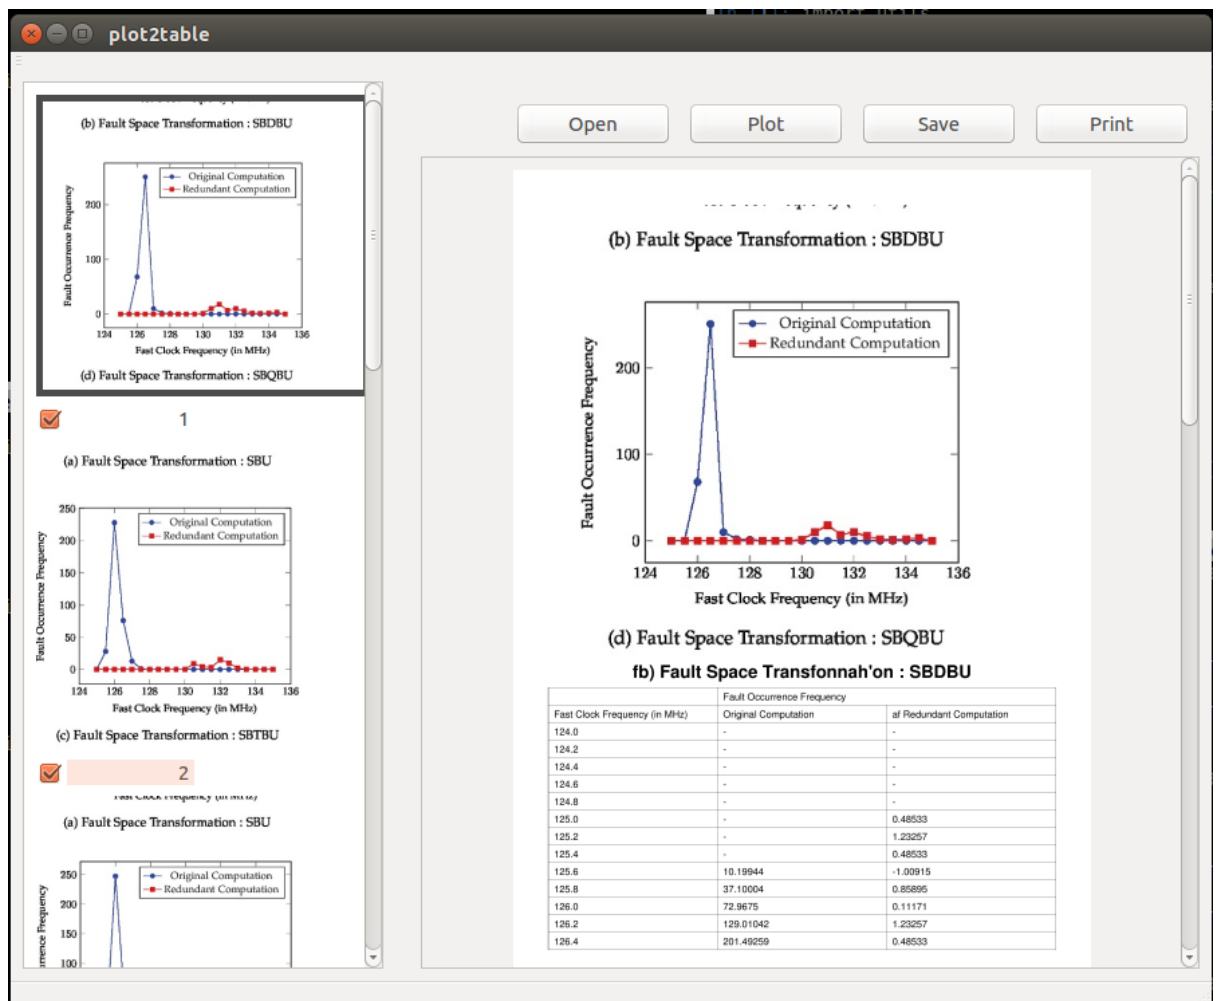 In [4]: import utils
plot2table
Open Plot Save Print
(b) Fault Space Transformation : SBDBU
Original Computation
Redundant Computation
200
100
0
Fault Occurrence Frequency
124 126 128 130 132 134 136
Fast Clock Frequency (in MHz)
(d) Fault Space Transformation : SBQBU
1
(a) Fault Space Transformation : SBU
Original Computation
Redundant Computation
250
200
150
100
50
0
Fault Occurrence Frequency
124 126 128 130 132 134 136
Fast Clock Frequency (in MHz)
(c) Fault Space Transformation : SBTBU
2
Fast Clock Frequency (in MHz)
(a) Fault Space Transformation : SBU
Original Computation
Redundant Computation
250
200
150
100
(b) Fault Space Transformation : SBDBU
Original Computation
Redundant Computation
200
100
0
Fault Occurrence Frequency
124 126 128 130 132 134 136
Fast Clock Frequency (in MHz)
(d) Fault Space Transformation : SBQBU
fb) Fault Space Transfonnah'on : SBDBU
Fault Occurrence Frequency
Fast Clock Frequency (in MHz) Original Computation af Redundant Computation
124.0 - -
124.2 - -
124.4 - -
124.6 - -
124.8 - -
125.0 - 0.48533
125.2 - 1.23257
125.4 - 0.48533
125.6 10.19944 -1.00915
125.8 37.10004 0.85895
126.0 72.9675 0.11171
126.2 129.01042 1.23257
126.4 201.49259 0.48533